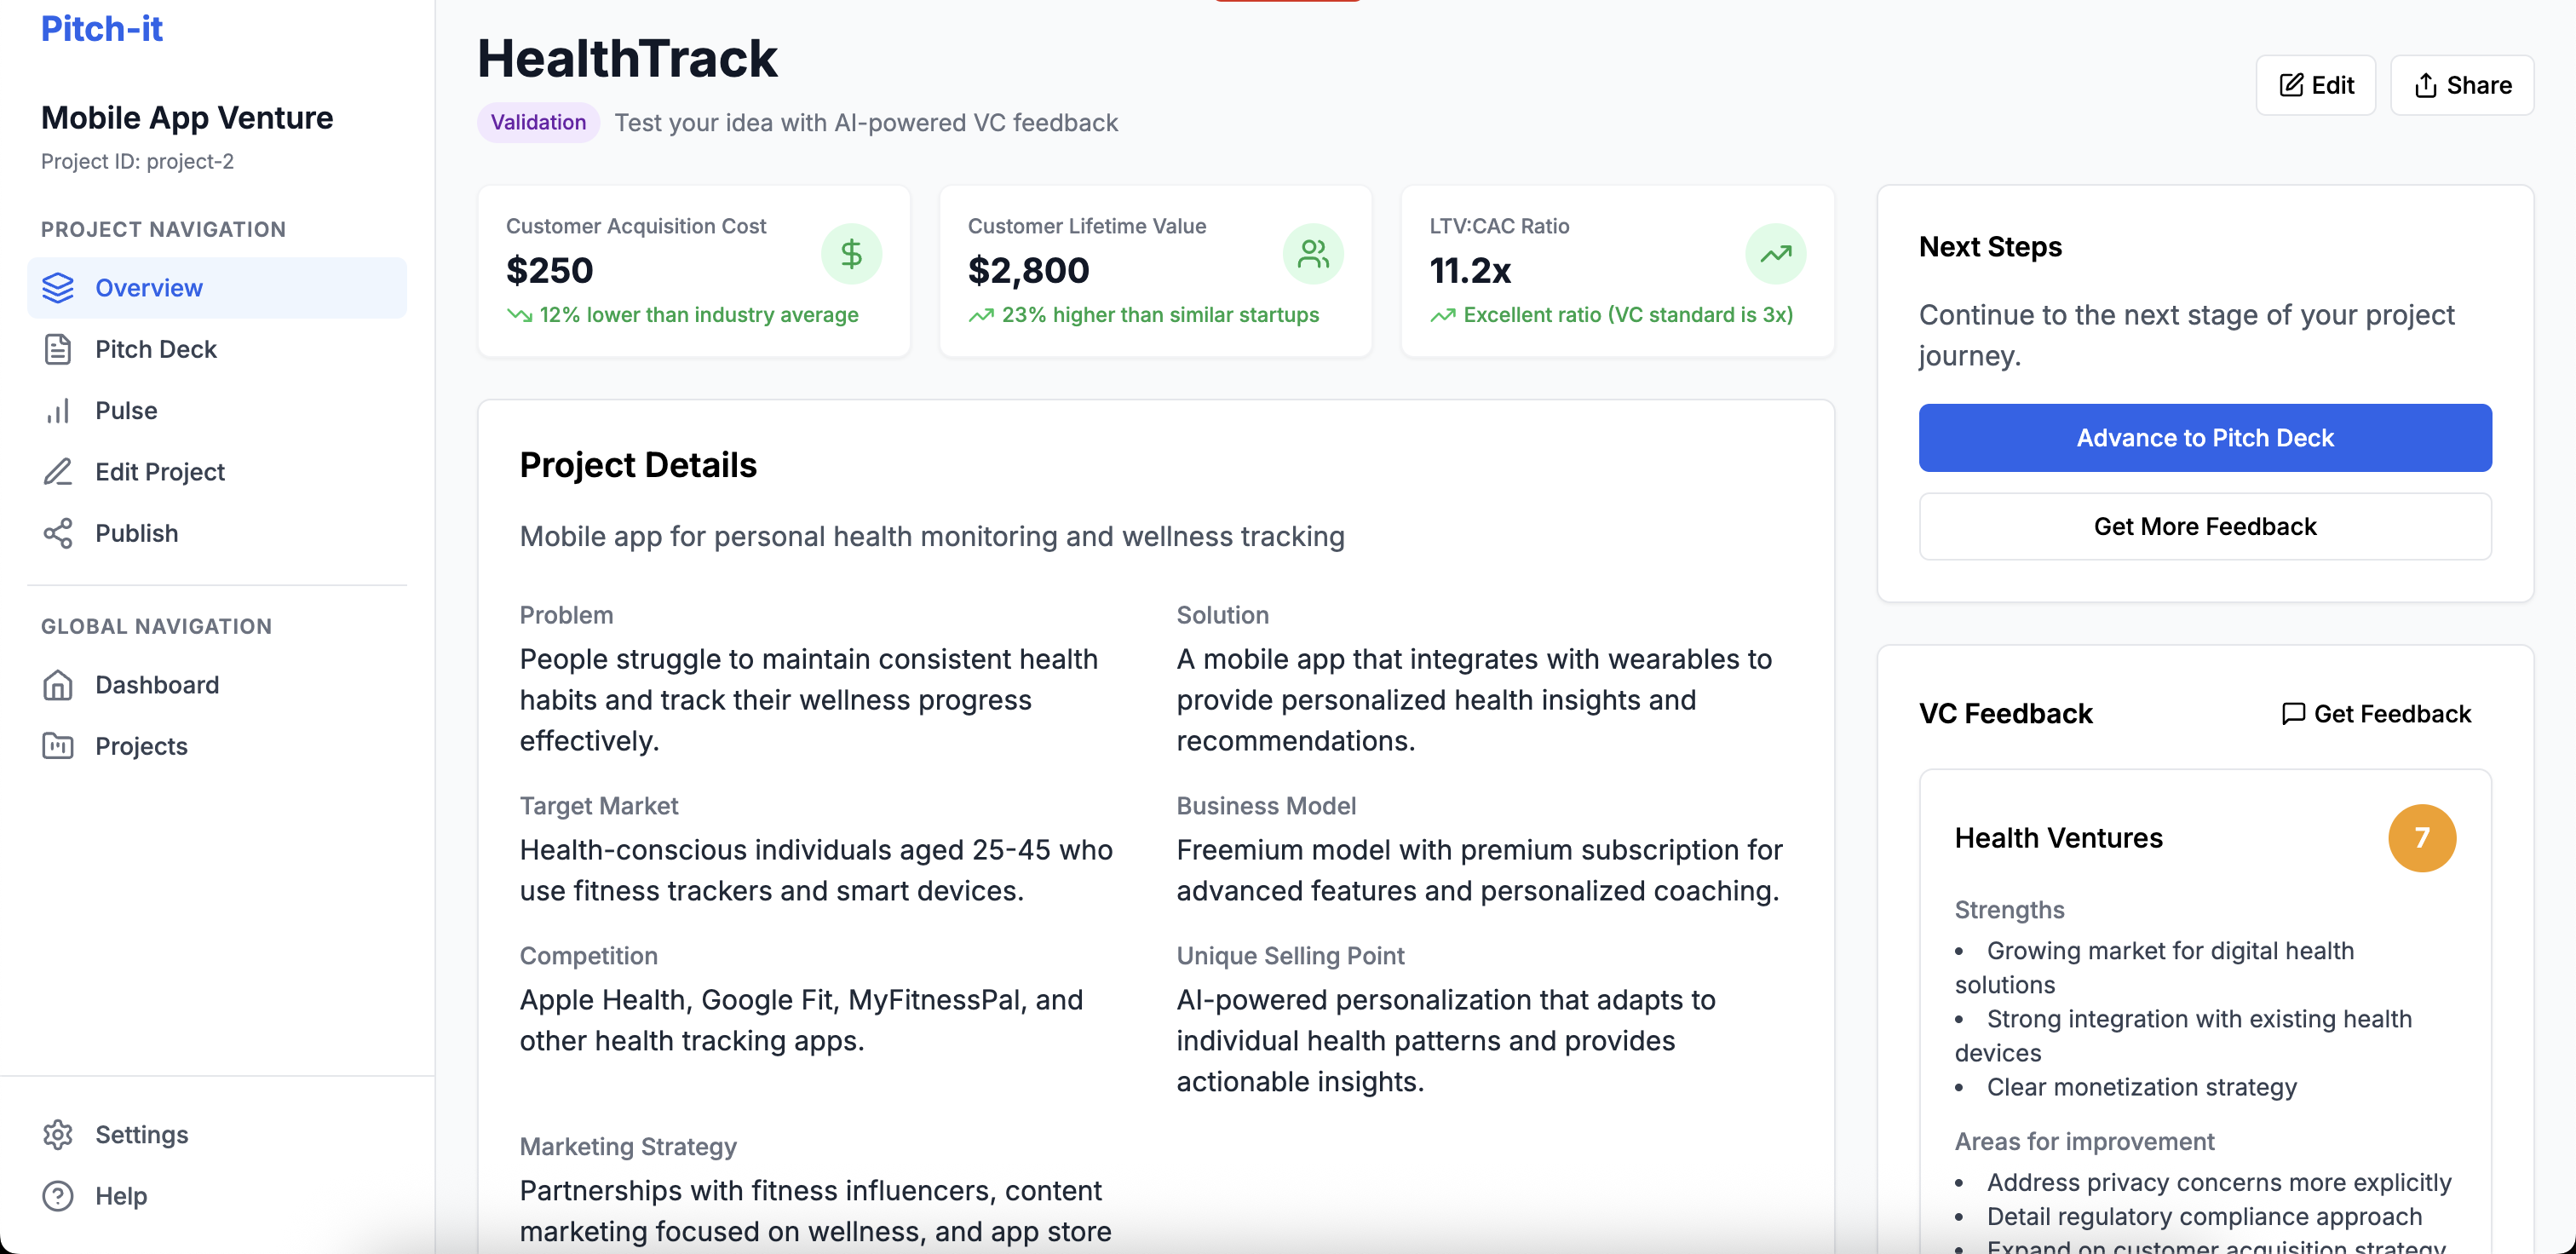 Pitch-it
Mobile App Venture
Project ID: project-2
PROJECT NAVIGATION
Overview
Pitch Deck
Pulse
Edit Project
Publish
GLOBAL NAVIGATION
Dashboard
Projects
Settings
Help
HealthTrack
Validation Test your idea with AI-powered VC feedback
Edit
Share
Customer Acquisition Cost
$250
12% lower than industry average
Customer Lifetime Value
$2,800
23% higher than similar startups
LTV:CAC Ratio
11.2x
Excellent ratio (VC standard is 3x)
Project Details
Mobile app for personal health monitoring and wellness tracking
Problem
People struggle to maintain consistent health
habits and track their wellness progress
effectively.
Solution
A mobile app that integrates with wearables to
provide personalized health insights and
recommendations.
Target Market
Health-conscious individuals aged 25-45 who
use fitness trackers and smart devices.
Business Model
Freemium model with premium subscription for
advanced features and personalized coaching.
Competition
Apple Health, Google Fit, MyFitnessPal, and
other health tracking apps.
Unique Selling Point
AI-powered personalization that adapts to
individual health patterns and provides
actionable insights.
Marketing Strategy
Partnerships with fitness influencers, content
marketing focused on wellness, and app store
Next Steps
Continue to the next stage of your project
journey.
Advance to Pitch Deck
Get More Feedback
VC Feedback
Get Feedback
Health Ventures
7
Strengths
• Growing market for digital health
solutions
• Strong integration with existing health
devices
• Clear monetization strategy
Areas for improvement
• Address privacy concerns more explicitly
• Detail regulatory compliance approach
• Expand on customer acquisition strategy